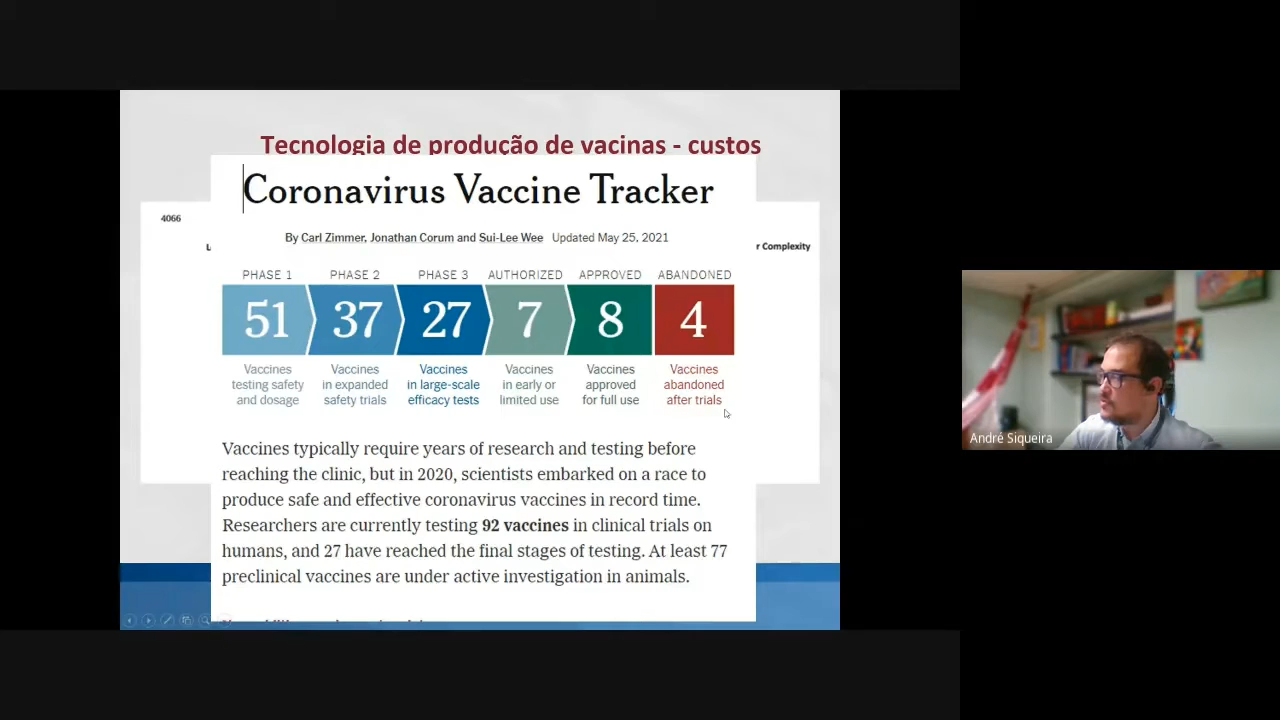 Tecnologia de produção de vacinas - custos
Coronavirus Vaccine Tracker
4066
By Carl Zimmer, Jonathan Corum and Sui-Lee Wee Updated May 25, 2021
r Complexity
PHASE 1 PHASE 2 PHASE 3 AUTHORIZED APPROVED ABANDONED
51 37 27 7 8 4
Vaccines testing safety and dosage
Vaccines in expanded safety trials
Vaccines in large-scale efficacy tests
Vaccines in early or limited use
Vaccines approved for full use
Vaccines abandoned after trials
Vaccines typically require years of research and testing before
reaching the clinic, but in 2020, scientists embarked on a race to
produce safe and effective coronavirus vaccines in record time.
Researchers are currently testing 92 vaccines in clinical trials on
humans, and 27 have reached the final stages of testing. At least 77
preclinical vaccines are under active investigation in animals.
André Siqueira